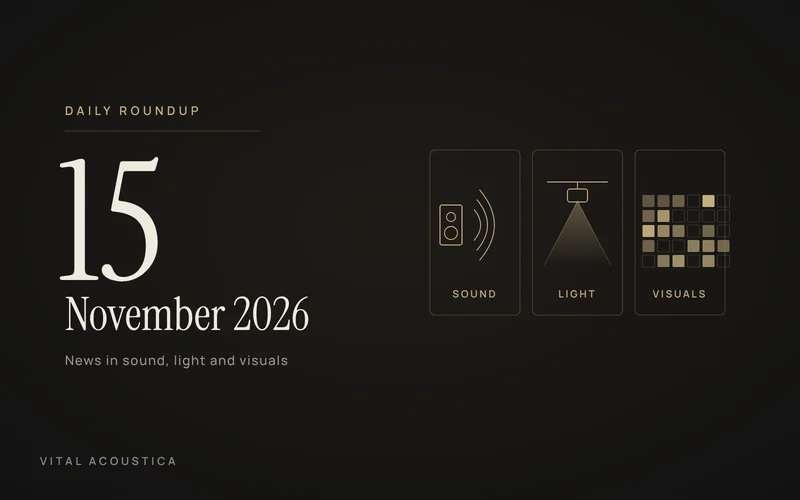 DAILY ROUNDUP
15
November 2026
News in sound, light and visuals
SOUND
LIGHT
VISUALS
VITAL ACOUSTICA